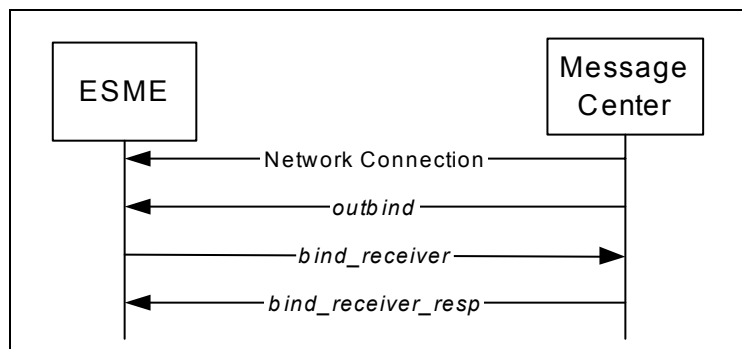 ESME
Message
Center
Network Connection
outbind
bind_receiver
bind_receiver_resp